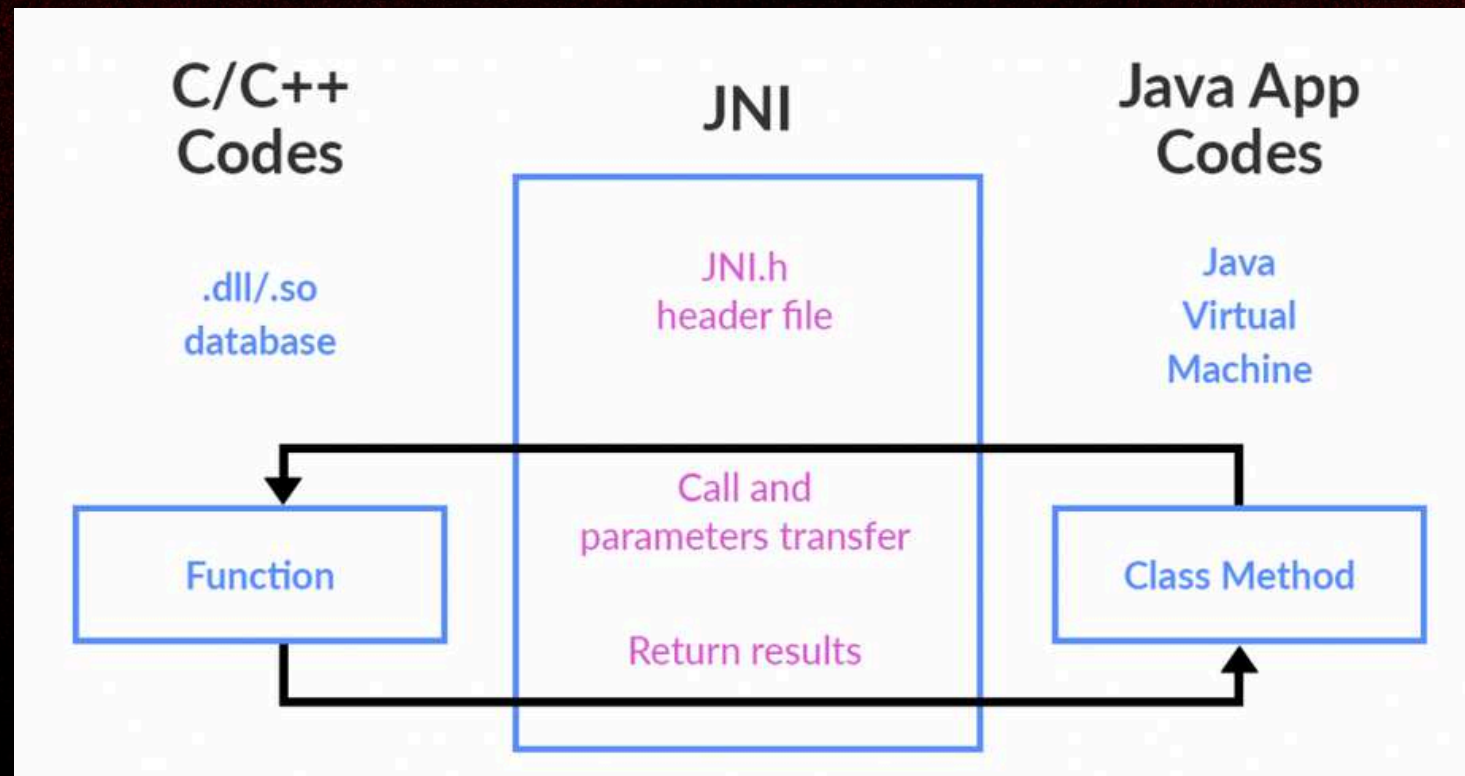 C/C++
Codes
.dll/.so
database
Function
JNI
JNI.h
header file
Call and
parameters transfer
Return results
Java App
Codes
Java
Virtual
Machine
Class Method